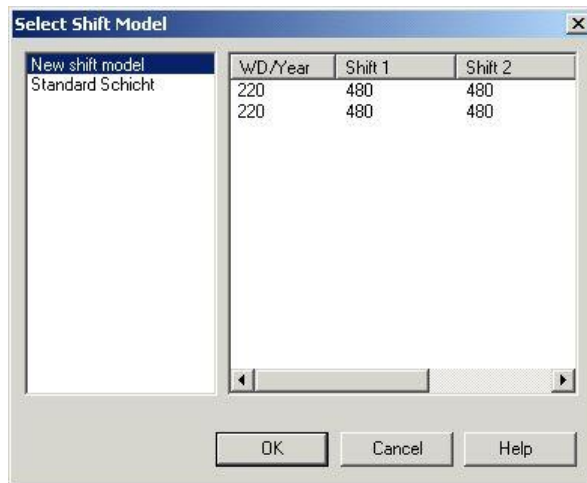 Select Shift Model
New shift model
Standard Schicht
WD/Year Shift 1 Shift 2
220 480 480
220 480 480
OK Cancel Help